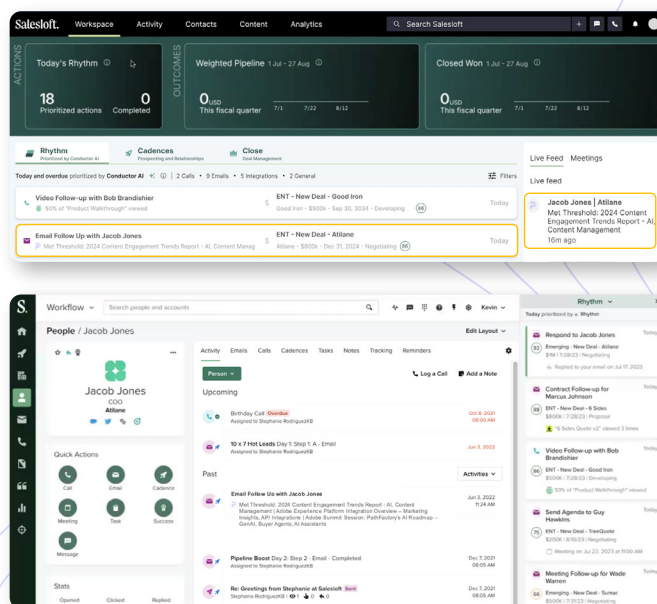 Salesloft.
Workspace
Activity
Contacts
Content
Analytics
Search Salesloft
ACTIONS
Today's Rhythm
18
Prioritized actions
0
Completed
OUTCOMES
Weighted Pipeline 1 Jul - 27 Aug
0USD
This fiscal quarter
7/1 7/22 8/12
Closed Won 1 Jul - 27 Aug
0USD
This fiscal quarter
7/1 7/22 8/12
Rhythm
Prioritized by Conductor AI
Cadences
Prospecting and Relationships
Close
Deal Management
Today and overdue prioritized by Conductor AI | 2 Calls • 9 Emails • 5 Integrations • 2 General
Filters
Video Follow-up with Bob Brandishier
50% of "Product Walkthrough" viewed
$
ENT - New Deal - Good Iron
Good Iron - $500k - Sep 30, 3024 - Developing
Today
Email Follow Up with Jacob Jones
Met Threshold: 2024 Content Engagement Trends Report - AI, Content Manag
$
ENT - New Deal - Atilane
Atilane - $800k - Dec 31, 2024 - Negotiating
Today
Live Feed Meetings
Live feed
Jacob Jones | Atilane
Met Threshold: 2024 Content
Engagement Trends Report - AI,
Content Management
16m ago
S.
Workflow
Search people and accounts
Kevin
People / Jacob Jones
Edit Layout
Jacob Jones
COO
Atilane
Quick Actions
Call
Email
Cadence
Meeting
Task
Success
Message
Stats
Opened
Clicked
Replied
Activity Emails Calls Cadences Tasks Notes Tracking Reminders
Person
Log a Call
Add a Note
Upcoming
Birthday Call Overdue
Assigned to Stephanie RodriguezKB
Oct 8, 2021
08:00 AM
10 x 7 Hot Leads Day 1: Step 1: A - Email
Assigned to Stephanie RodriguezKB
Jun 3, 2022
Past
Activities
Email Follow Up with Jacob Jones
Met Threshold: 2024 Content Engagement Trends Report - AI, Content
Management | Adobe Experience Platform Integration Overview – Marketing
Insights, API Integrations | Adobe Summit Session: PathFactory's AI Roadmap –
GenAI, Buyer Agents, AI Assistants
Jun 3, 2022
11:24 AM
Pipeline Boost Day 2: Step 2 - Email - Completed
Assigned to Stephanie RodriguezKB
Dec 7, 2021
08:05 AM
Re: Greetings from Stephanie at Salesloft Sent
Stephanie RodriguezKB | 1 0 0
Dec 7, 2021
08:05 AM
Rhythm
Today prioritized by Rhythm
Respond to Jacob Jones
Today
Emerging - New Deal - Atilane
$1M | 7/28/23 | Negotiating
Replied to your email on Jul 17, 2023
Contract Follow-up for
Marcus Johnson
Today
ENT - New Deal - 6 Sides
$800K | 7/28/23 | Proposal
"6 Sides Quote v2" viewed 3 times
Video Follow-up with Bob
Brandishier
Today
ENT - New Deal - Good Iron
$500K | 7/28/23 | Developing
50% of "Product Walkthrough" viewed
Send Agenda to Guy
Hawkins
Today
ENT - New Deal - TreeQuote
$200K | 8/10/23 | Negotiating
Meeting on Jul 22, 2023 at 11:00 AM
Meeting Follow-up for Wade
Warren
Today
Emerging - New Deal - Sumac
$500K | 7/31/23 | Negotiating